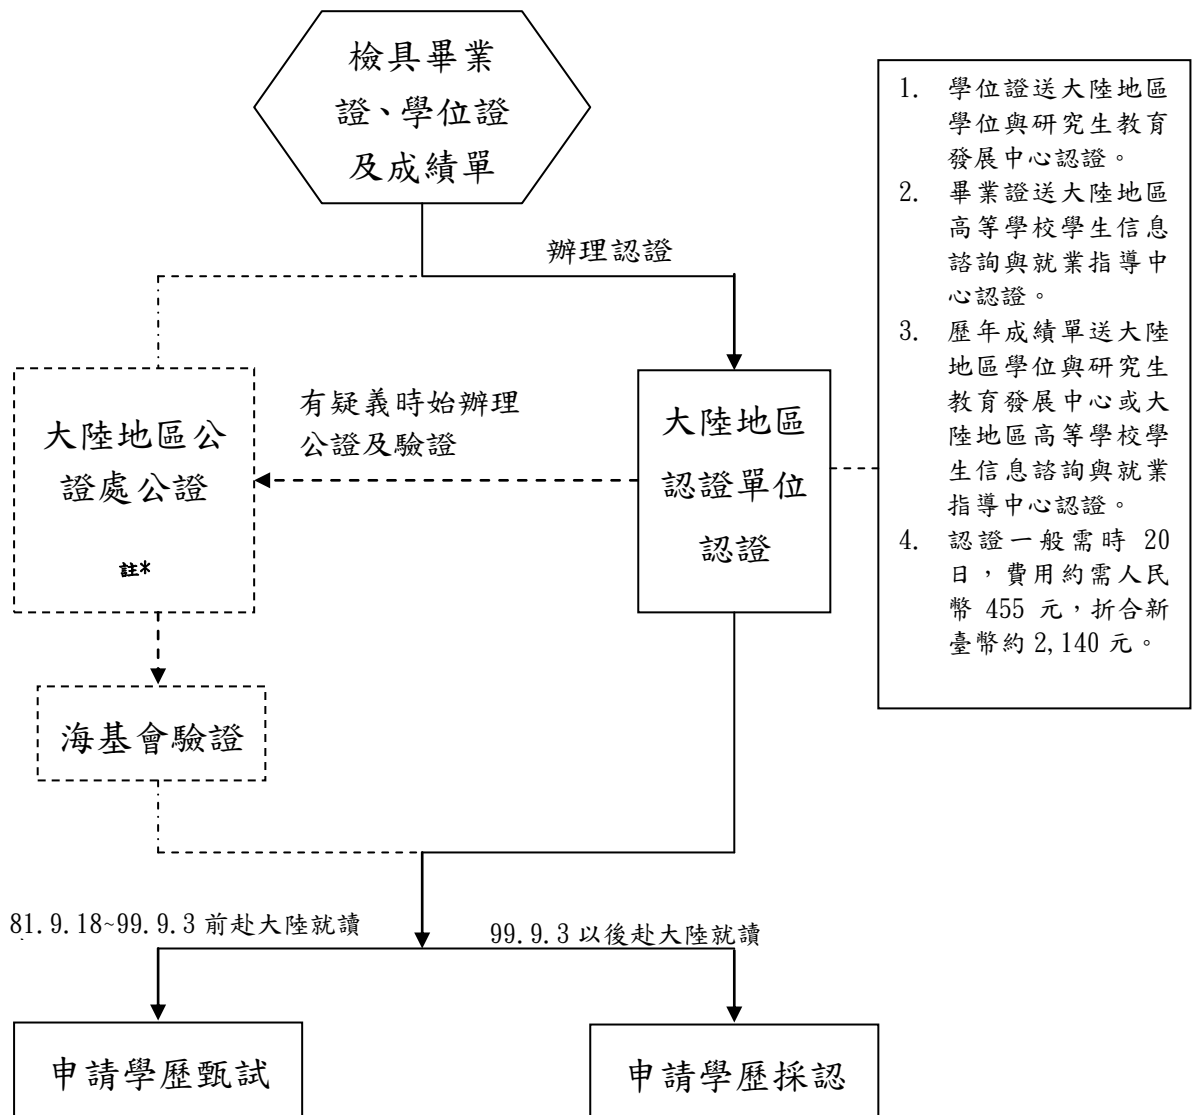 檢具畢業
證、學位證
及成績單
辦理認證
1. 學位證送大陸地區
學位與研究生教育
發展中心認證。
2. 畢業證送大陸地區
高等學校學生信息
諮詢與就業指導中
心認證。
3. 歷年成績單送大陸
地區學位與研究生
教育發展中心或大
陸地區高等學校學
生信息諮詢與就業
指導中心認證。
4. 認證一般需時 20
日，費用約需人民
幣 455 元，折合新
臺幣約 2,140 元。
大陸地區公
證處公證
註*
有疑義時始辦理
公證及驗證
大陸地區
認證單位
認證
海基會驗證
81.9.18~99.9.3 前赴大陸就讀
99.9.3 以後赴大陸就讀
申請學歷甄試
申請學歷採認